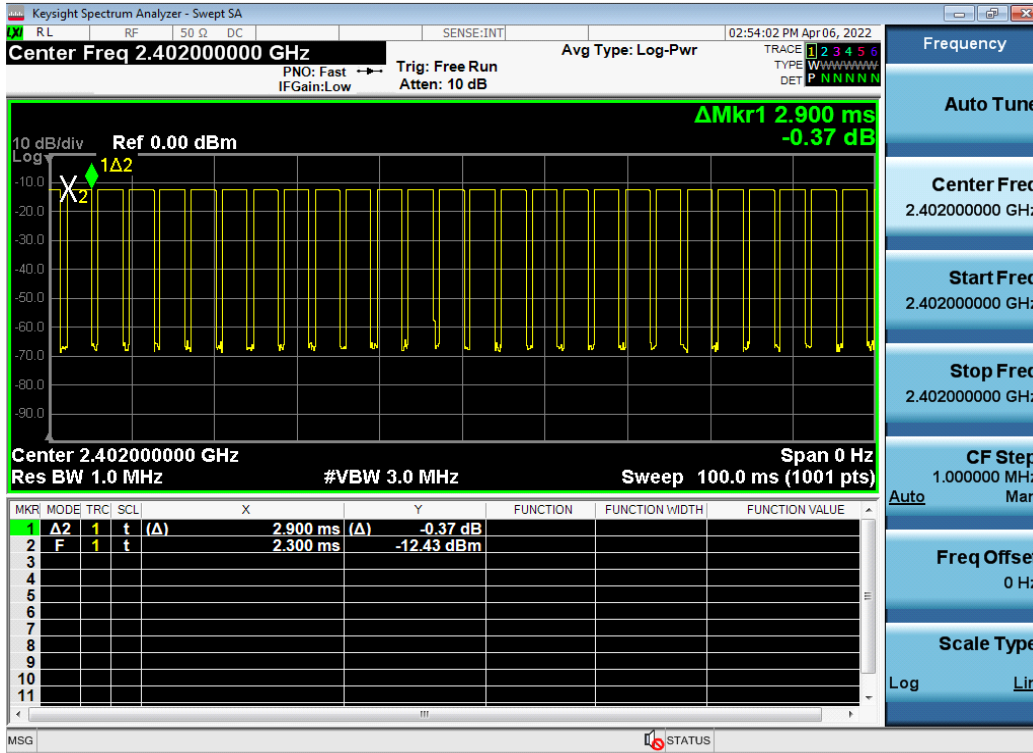 Keysight Spectrum Analyzer - Swept SA
LXI RL RF 50 Ω DC SENSE:INT 02:54:02 PM Apr 06, 2022
Center Freq 2.402000000 GHz
PNO: Fast
IFGain:Low
Trig: Free Run
Atten: 10 dB
Avg Type: Log-Pwr
TRACE 1 2 3 4 5 6
TYPE WWWWWWW
DET P N N N N N
ΔMkr1 2.900 ms
-0.37 dB
10 dB/div
Log
Ref 0.00 dBm
1Δ2
X2
-10.0
-20.0
-30.0
-40.0
-50.0
-60.0
-70.0
-80.0
-90.0
Center 2.402000000 GHz Span 0 Hz
Res BW 1.0 MHz #VBW 3.0 MHz Sweep 100.0 ms (1001 pts)
MKR MODE TRC SCL X Y FUNCTION FUNCTION WIDTH FUNCTION VALUE
1 Δ2 1 t (Δ) 2.900 ms (Δ) -0.37 dB
2 F 1 t 2.300 ms -12.43 dBm
3
4
5
6
7
8
9
10
11
MSG STATUS
Frequency
Auto Tune
Center Freq
2.402000000 GHz
Start Freq
2.402000000 GHz
Stop Freq
2.402000000 GHz
CF Step
1.000000 MHz
Auto Man
Freq Offset
0 Hz
Scale Type
Log Lin